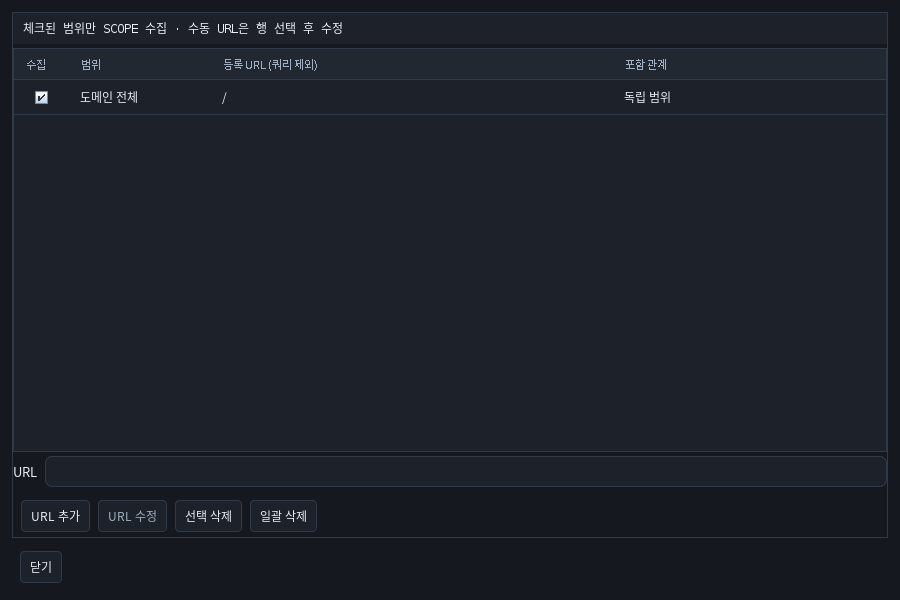 체크된 범위만 SCOPE 수집 · 수동 URL은 행 선택 후 수정
수집 범위 등록 URL (쿼리 제외) 포함 관계
도메인 전체 / 독립 범위
URL
URL 추가 URL 수정 선택 삭제 일괄 삭제
닫기